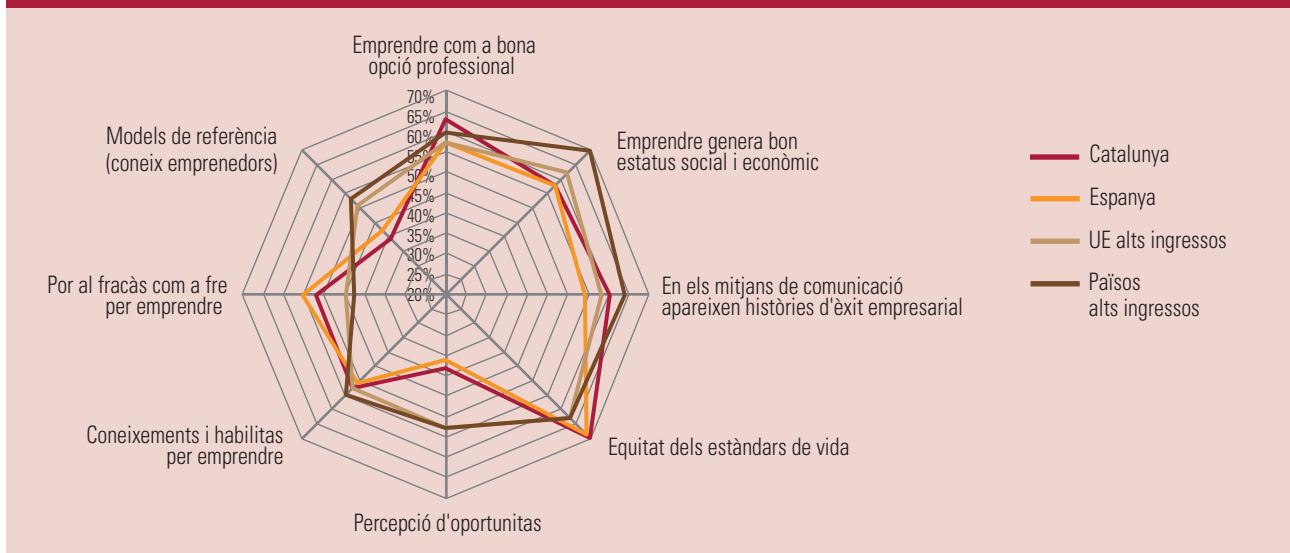 Emprendre com a bona
opció professional
70%
65%
60%
55%
50%
45%
40%
35%
30%
25%
20%
Models de referència
(coneix emprenedors)
Emprendre genera bon
estatus social i econòmic
Catalunya
Espanya
UE alts ingressos
Països
alts ingressos
Por al fracàs com a fre
per emprendre
En els mitjans de comunicació
apareixen històries d'èxit empresarial
Coneixements i habilitas
per emprendre
Equitat dels estàndars de vida
Percepció d'oportunitas